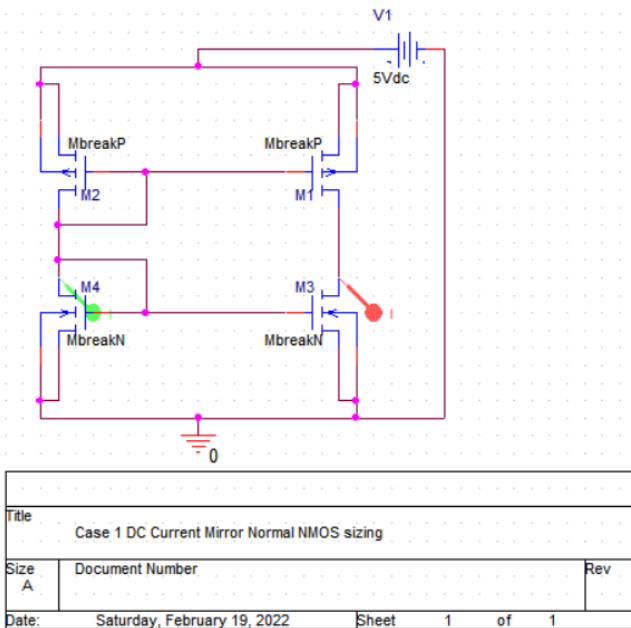 V1
5Vdc
MbreakP MbreakP
M2 M1
M4 M3
I
I
MbreakN MbreakN
0
Title
Case 1 DC Current Mirror Normal NMOS sizing
Size Document Number Rev
A
Date: Saturday, February 19, 2022 Sheet 1 of 1